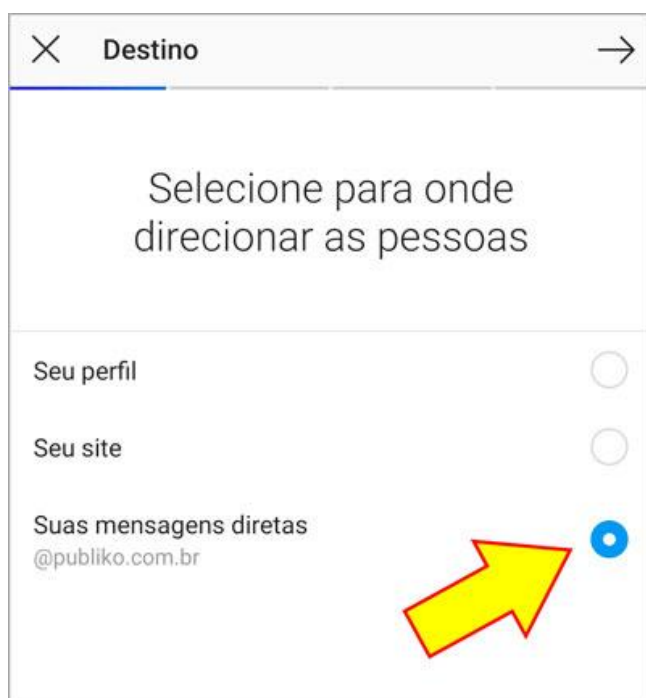 Destino
Selecione para onde
direcionar as pessoas
Seu perfil
Seu site
Suas mensagens diretas
@publiko.com.br